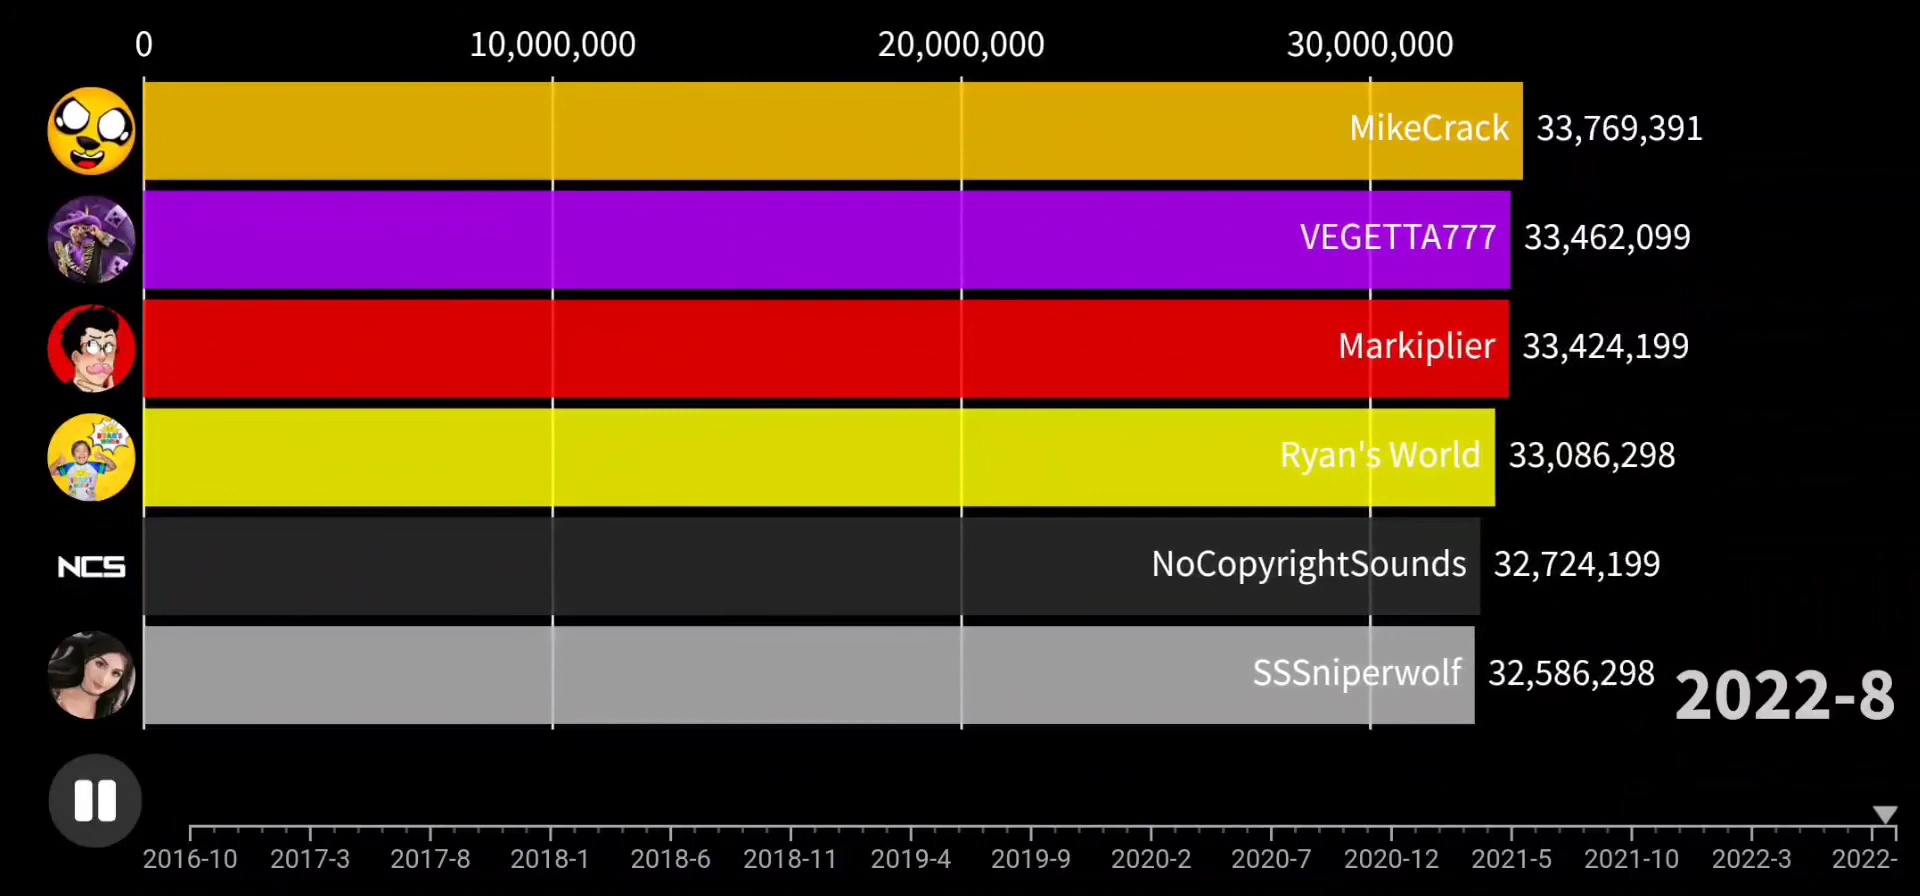 0 10,000,000 20,000,000 30,000,000
MikeCrack 33,769,391
VEGETTA777 33,462,099
Markiplier 33,424,199
Ryan's World 33,086,298
NCS NoCopyrightSounds 32,724,199
SSSniperwolf 32,586,298
2022-8
2016-10 2017-3 2017-8 2018-1 2018-6 2018-11 2019-4 2019-9 2020-2 2020-7 2020-12 2021-5 2021-10 2022-3 2022-